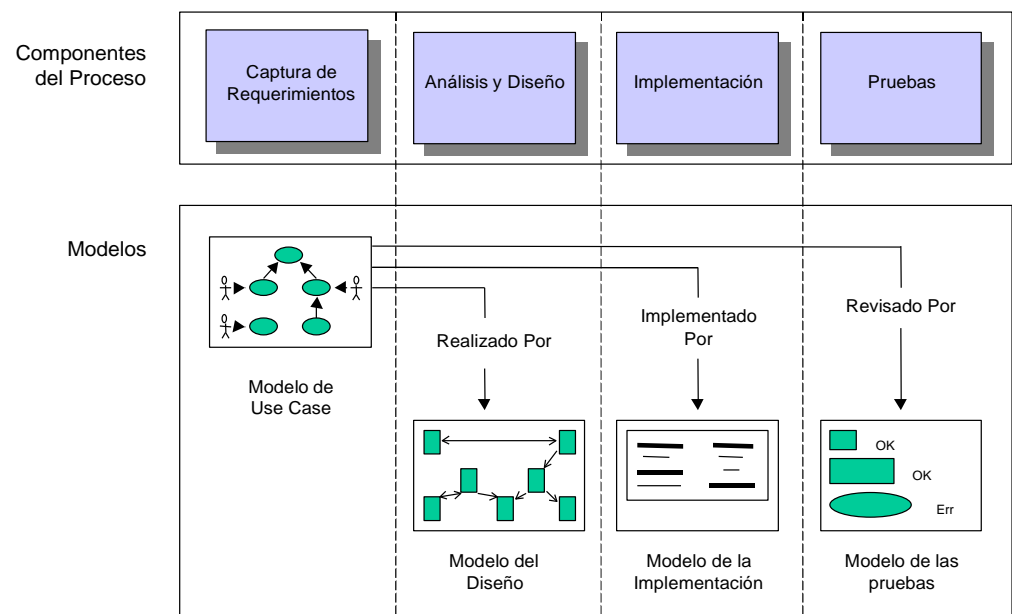 Componentes
del Proceso
Captura de
Requerimientos
Análisis y Diseño
Implementación
Pruebas
Modelos
Modelo de
Use Case
Realizado Por
Implementado
Por
Revisado Por
OK
OK
Err
Modelo del
Diseño
Modelo de la
Implementación
Modelo de las
pruebas